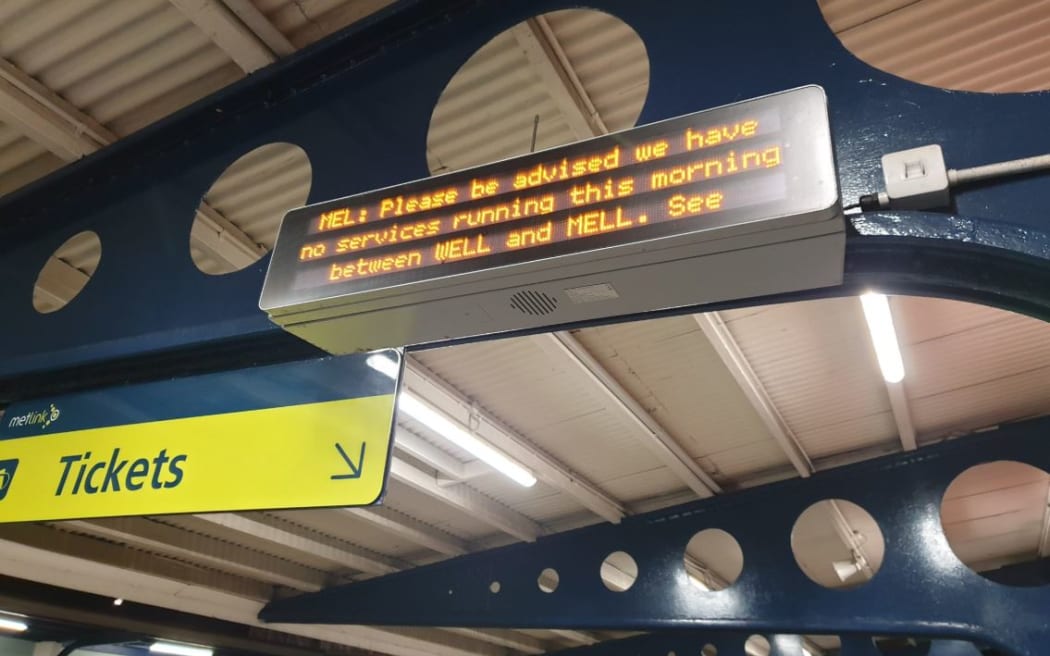 MEL: Please be advised we have
no services running this morning
between WELL and MELL. See
metlink
Tickets